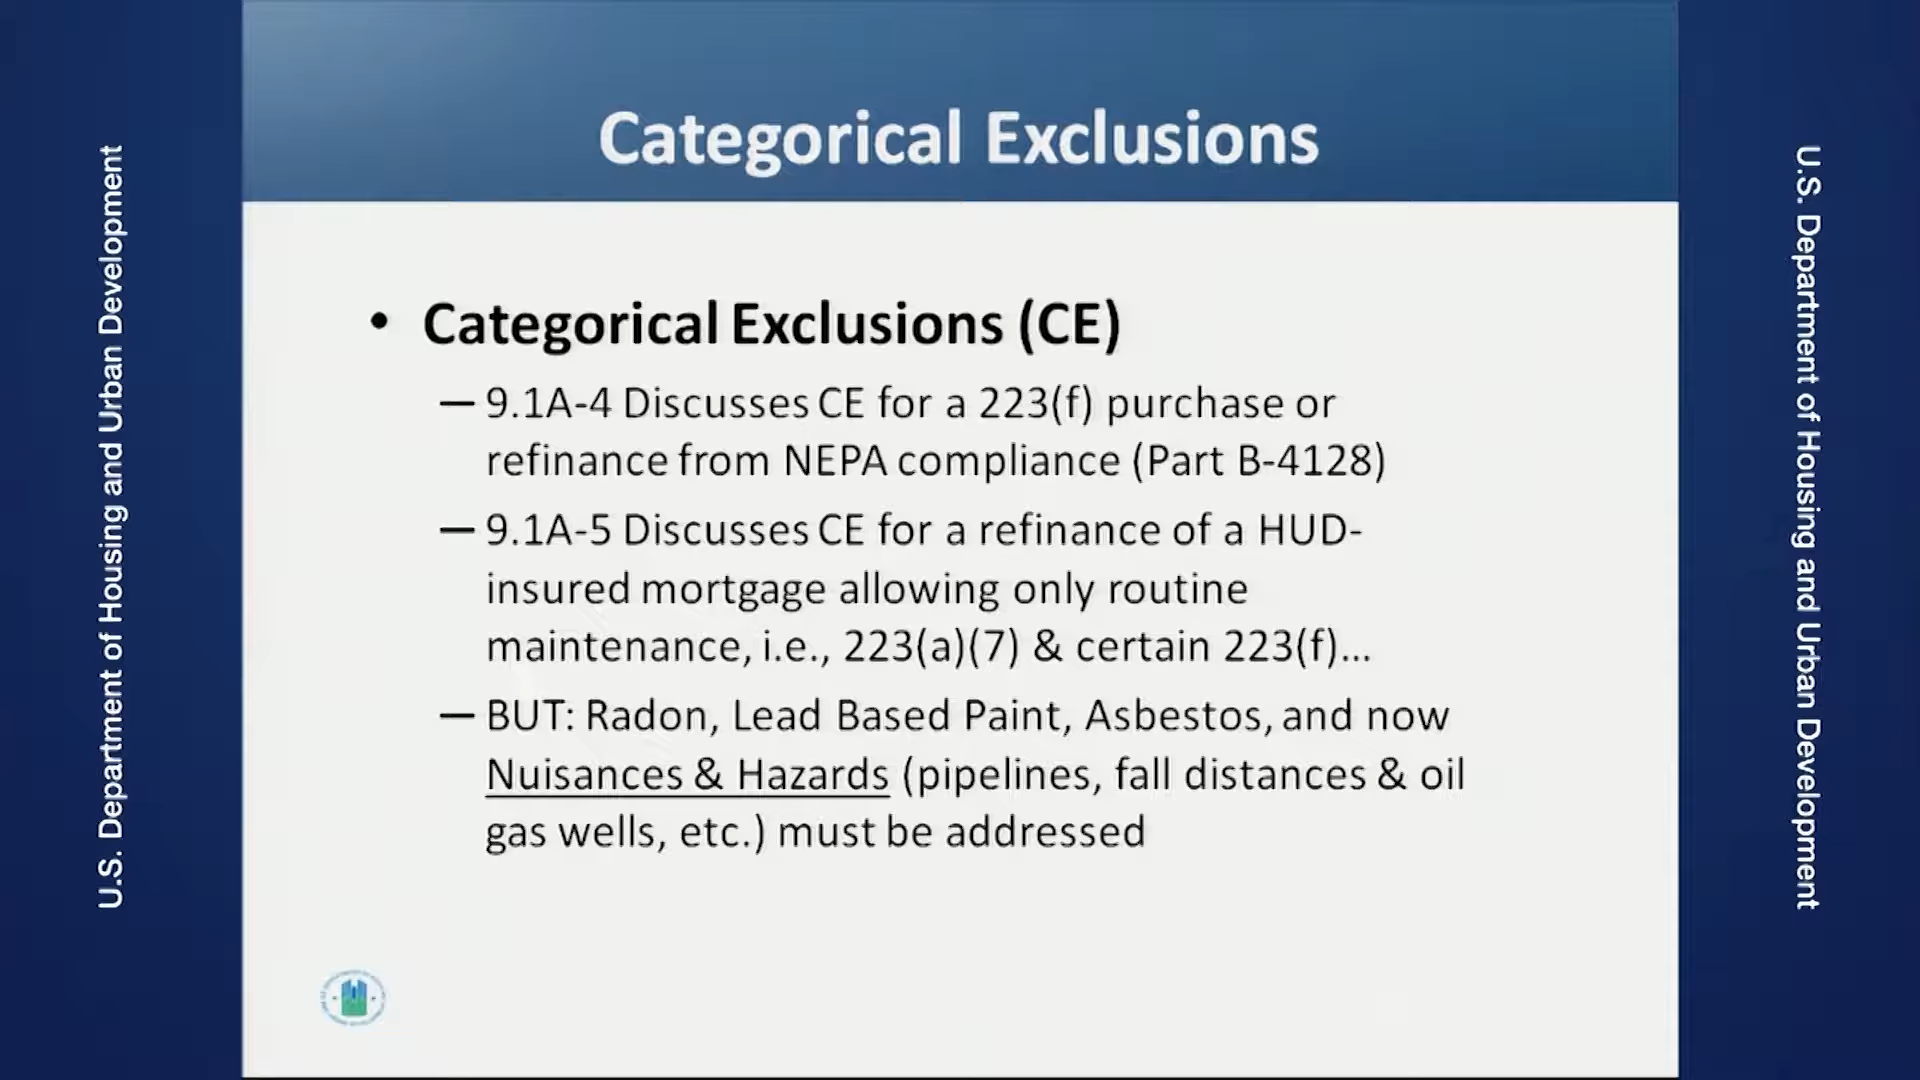 Categorical Exclusions
• Categorical Exclusions (CE)
— 9.1A-4 Discusses CE for a 223(f) purchase or
refinance from NEPA compliance (Part B-4128)
— 9.1A-5 Discusses CE for a refinance of a HUD-
insured mortgage allowing only routine
maintenance, i.e., 223(a)(7) & certain 223(f)...
— BUT: Radon, Lead Based Paint, Asbestos, and now
Nuisances & Hazards (pipelines, fall distances & oil
gas wells, etc.) must be addressed
U.S. Department of Housing and Urban Development
U.S. Department of Housing and Urban Development